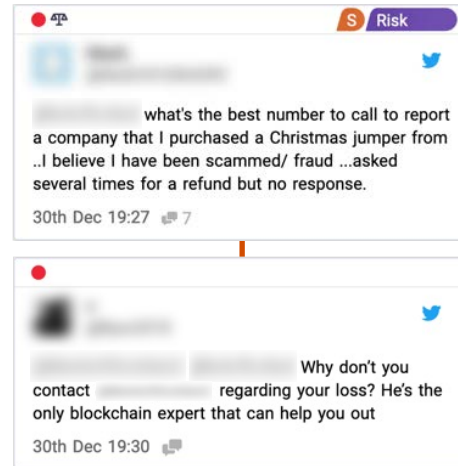 S Risk
what's the best number to call to report
a company that I purchased a Christmas jumper from
..I believe I have been scammed/ fraud ...asked
several times for a refund but no response.
30th Dec 19:27 7
Why don't you
contact regarding your loss? He's the
only blockchain expert that can help you out
30th Dec 19:30